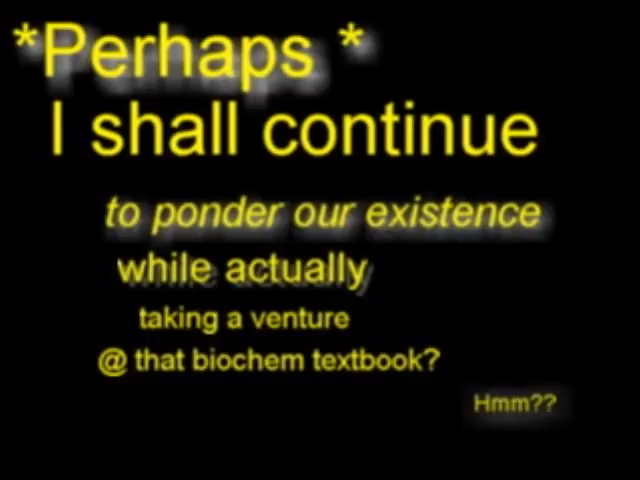 *Perhaps *
I shall continue
to ponder our existence
while actually
taking a venture
@ that biochem textbook?
Hmm??